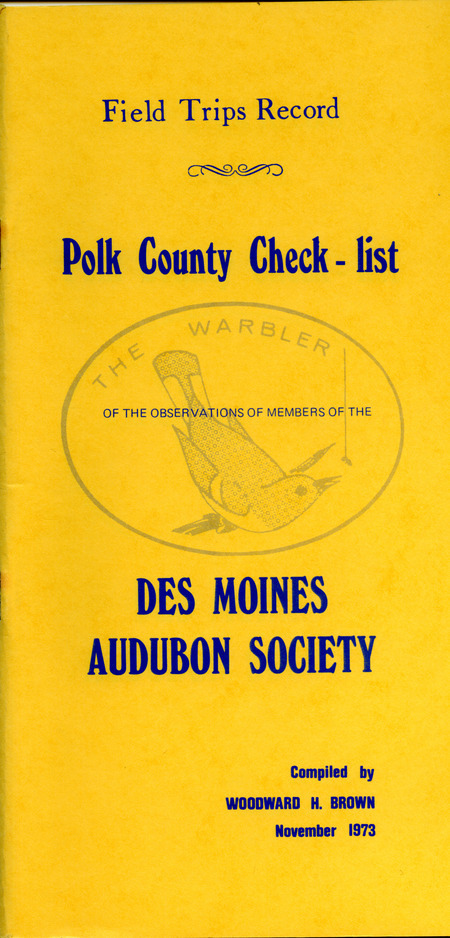 Field Trips Record
Polk County Check - list
THE WARBLER
OF THE OBSERVATIONS OF MEMBERS OF THE
DES MOINES
AUDUBON SOCIETY
Compiled by
WOODWARD H. BROWN
November 1973